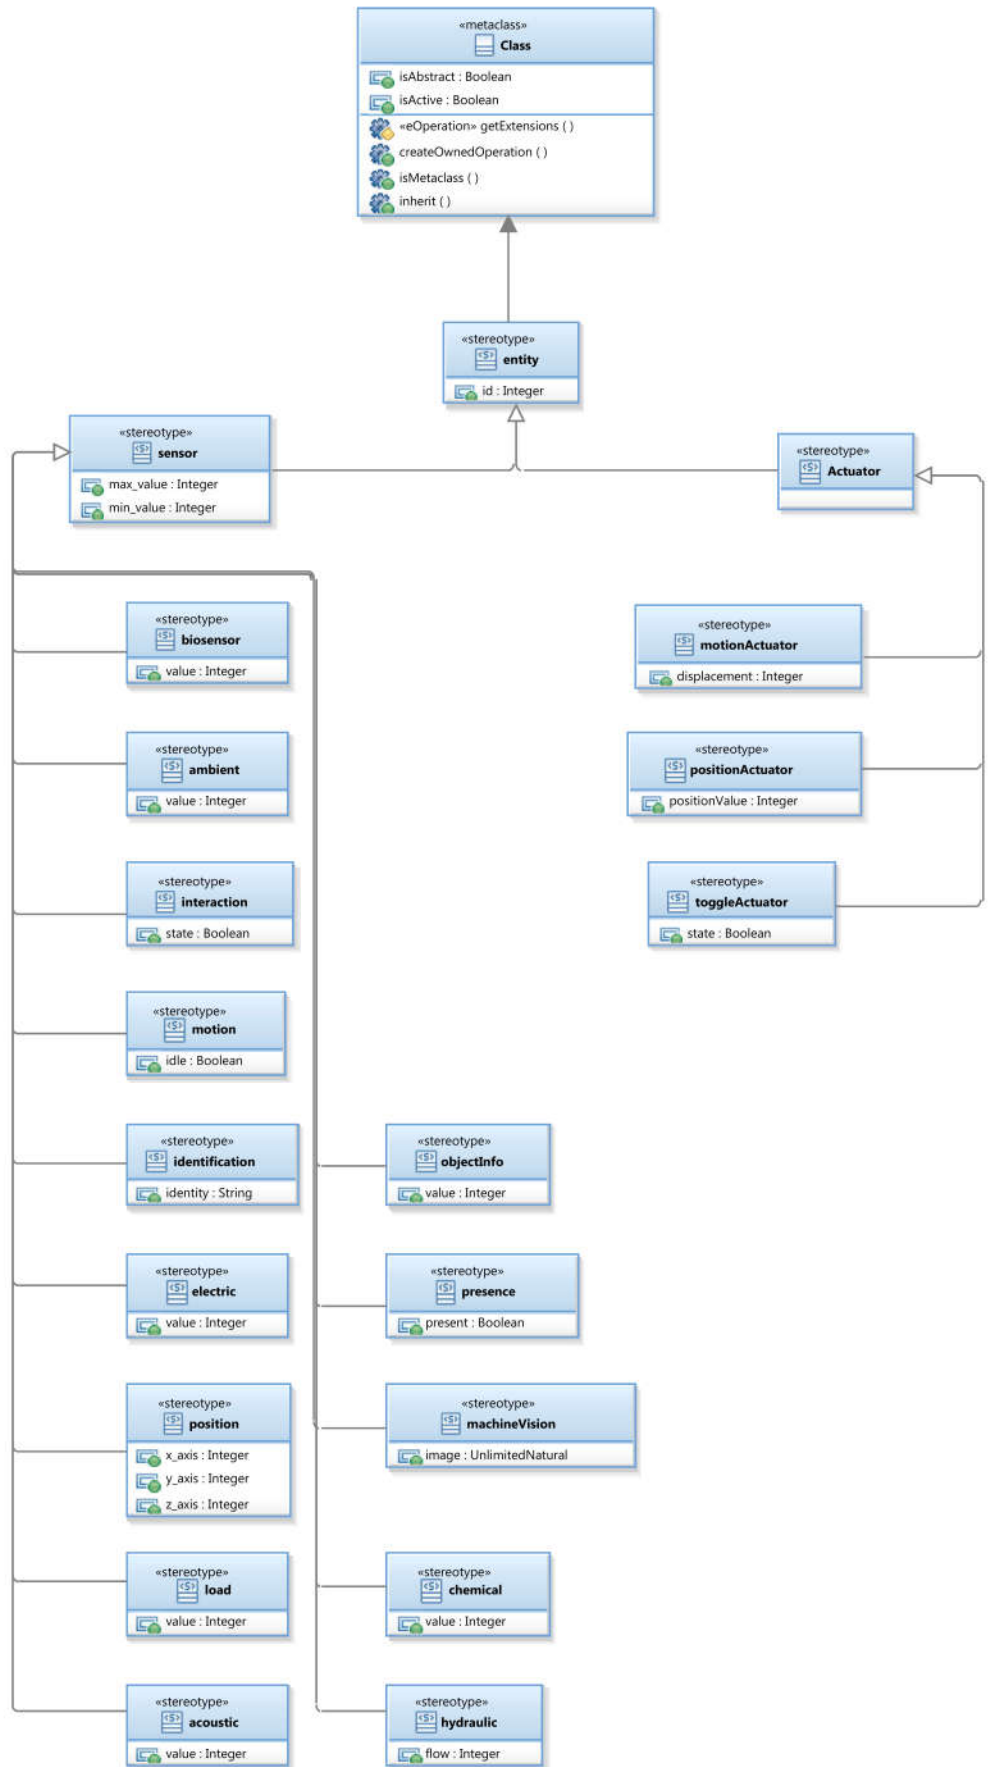 «metaclass»
Class
isAbstract : Boolean
isActive : Boolean
«eOperation» getExtensions ( )
createOwnedOperation ( )
isMetaclass ( )
inherit ( )
«stereotype»
entity
id : Integer
«stereotype»
sensor
max_value : Integer
min_value : Integer
«stereotype»
Actuator
«stereotype»
biosensor
value : Integer
«stereotype»
motionActuator
displacement : Integer
«stereotype»
ambient
value : Integer
«stereotype»
positionActuator
positionValue : Integer
«stereotype»
interaction
state : Boolean
«stereotype»
toggleActuator
state : Boolean
«stereotype»
motion
idle : Boolean
«stereotype»
identification
identity : String
«stereotype»
objectInfo
value : Integer
«stereotype»
electric
value : Integer
«stereotype»
presence
present : Boolean
«stereotype»
position
x_axis : Integer
y_axis : Integer
z_axis : Integer
«stereotype»
machineVision
image : UnlimitedNatural
«stereotype»
load
value : Integer
«stereotype»
chemical
value : Integer
«stereotype»
acoustic
value : Integer
«stereotype»
hydraulic
flow : Integer